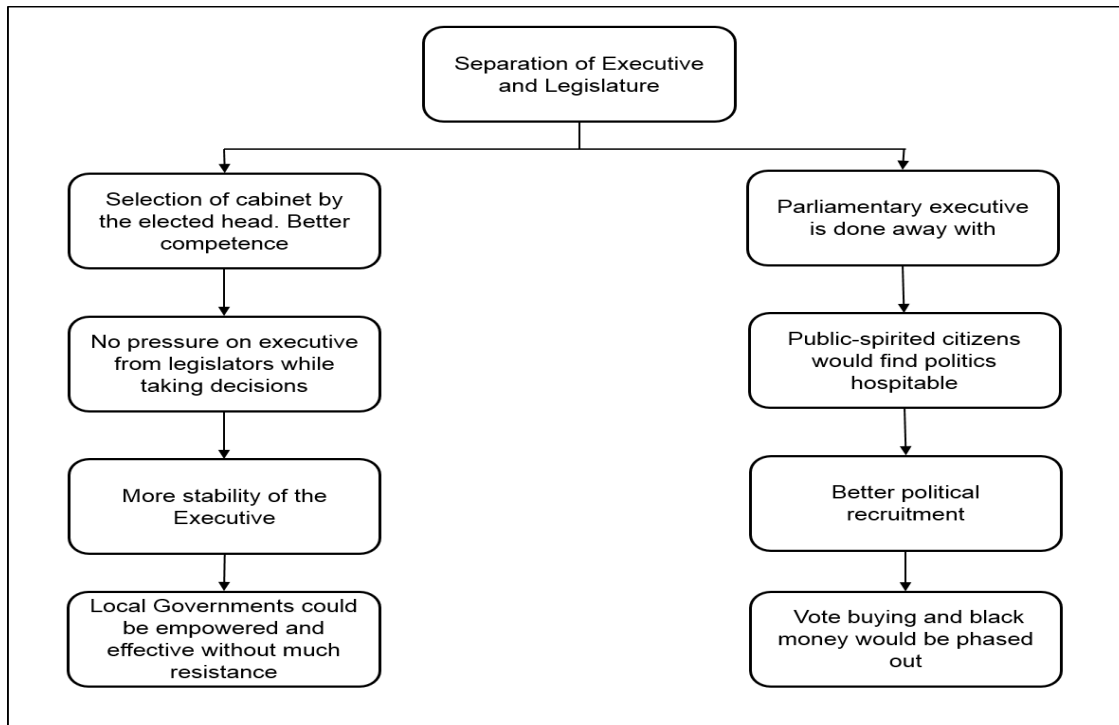 Separation of Executive
and Legislature
Selection of cabinet by
the elected head. Better
competence
No pressure on executive
from legislators while
taking decisions
More stability of the
Executive
Local Governments could
be empowered and
effective without much
resistance
Parliamentary executive
is done away with
Public-spirited citizens
would find politics
hospitable
Better political
recruitment
Vote buying and black
money would be phased
out